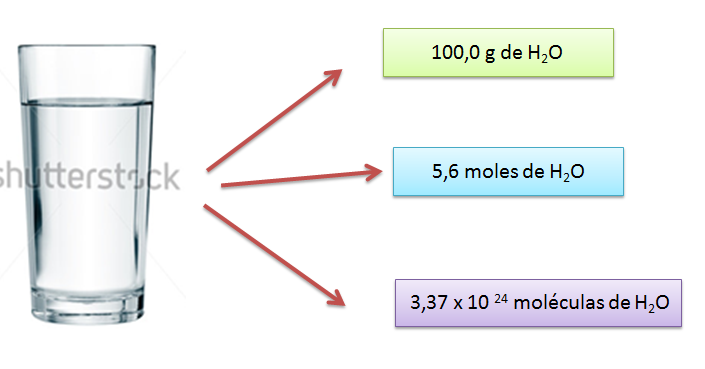 100,0 g de H₂O
5,6 moles de H₂O
shutterstock
3,37 x 10 ²⁴ moléculas de H₂O